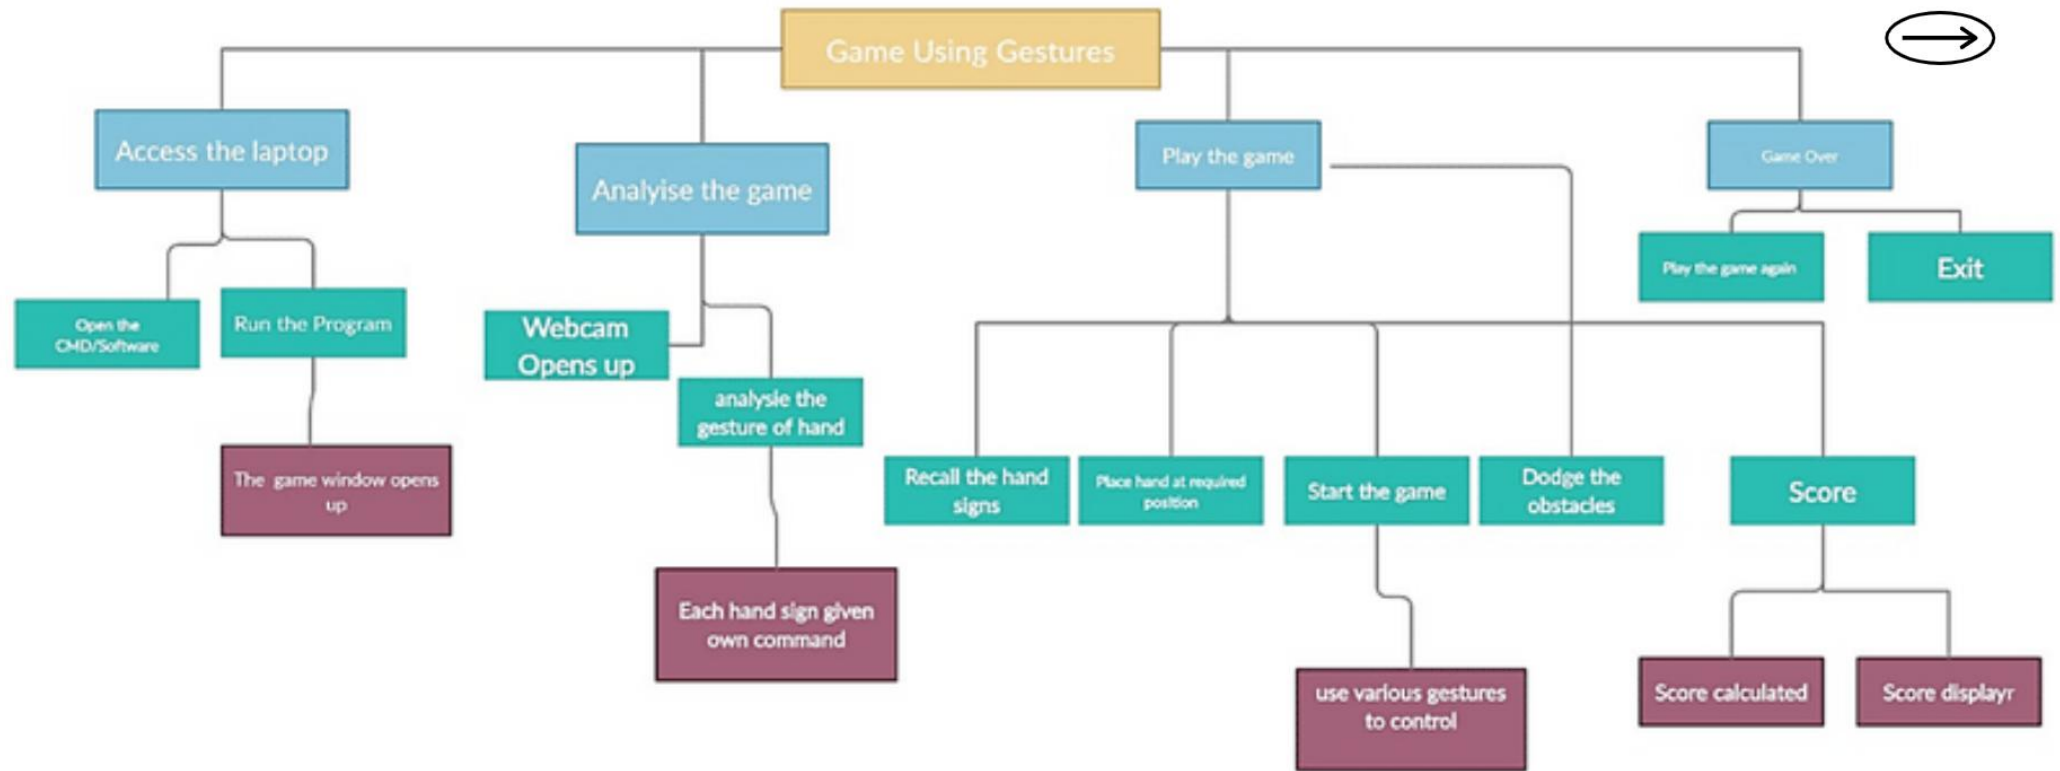 Game Using Gestures
Access the laptop
Analyise the game
Play the game
Game Over
Open the
CMD/Software
Run the Program
Webcam
Opens up
analysie the
gesture of hand
Play the game again
Exit
The game window opens
up
Recall the hand
signs
Place hand at required
position
Start the game
Dodge the
obstacles
Score
Each hand sign given
own command
use various gestures
to control
Score calculated
Score displayr